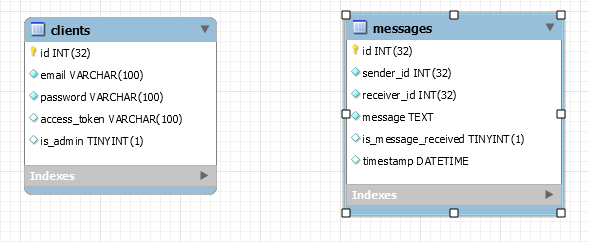 clients
id INT(32)
email VARCHAR(100)
password VARCHAR(100)
access_token VARCHAR(100)
is_admin TINYINT(1)
Indexes
messages
id INT(32)
sender_id INT(32)
receiver_id INT(32)
message TEXT
is_message_received TINYINT(1)
timestamp DATETIME
Indexes